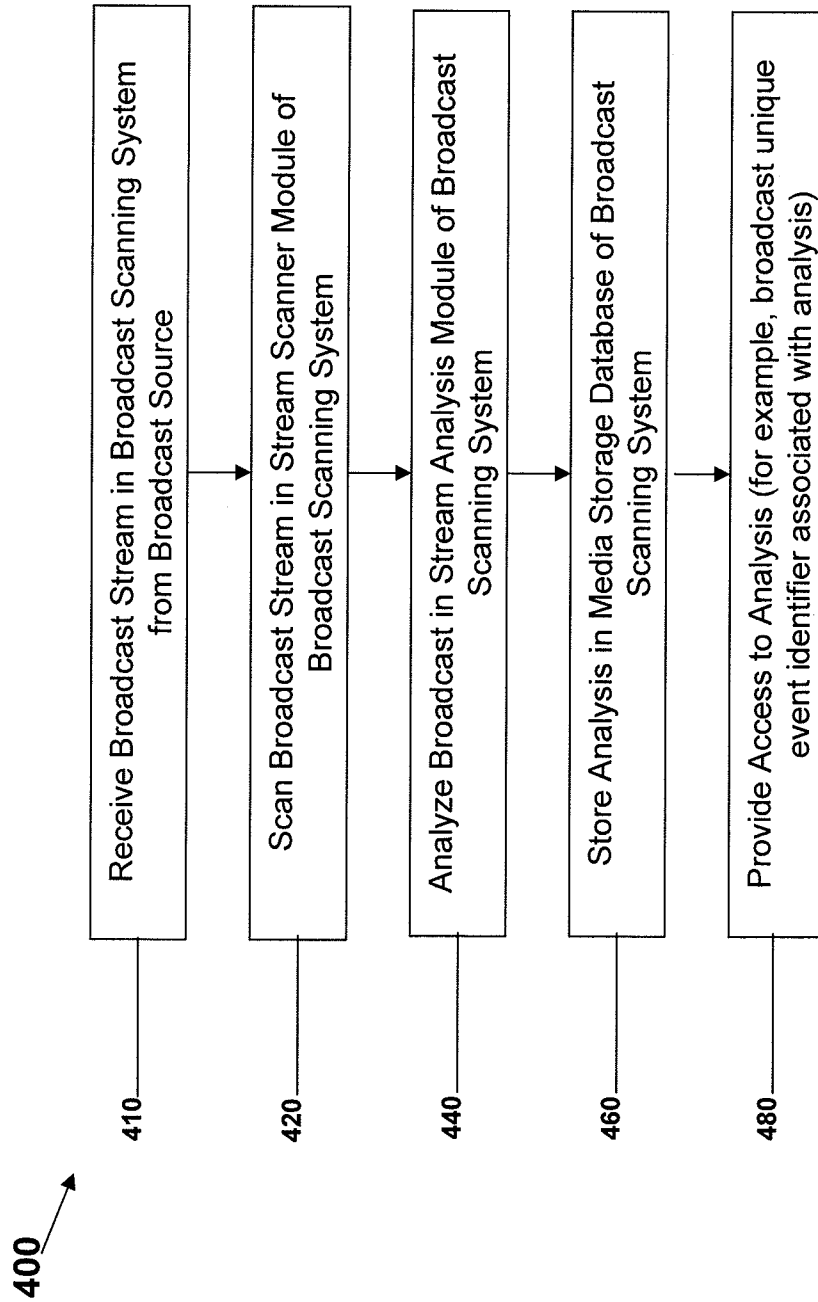 400
410
Receive Broadcast Stream in Broadcast Scanning System
from Broadcast Source
420
Scan Broadcast Stream in Stream Scanner Module of
Broadcast Scanning System
440
Analyze Broadcast in Stream Analysis Module of Broadcast
Scanning System
460
Store Analysis in Media Storage Database of Broadcast
Scanning System
480
Provide Access to Analysis (for example, broadcast unique
event identifier associated with analysis)